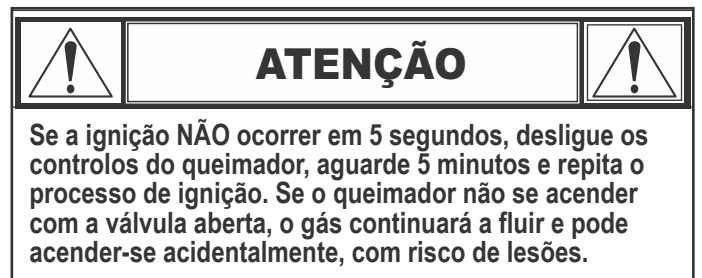 ATENÇÃO
Se a ignição NÃO ocorrer em 5 segundos, desligue os
controlos do queimador, aguarde 5 minutos e repita o
processo de ignição. Se o queimador não se acender
com a válvula aberta, o gás continuará a fluir e pode
acender-se acidentalmente, com risco de lesões.